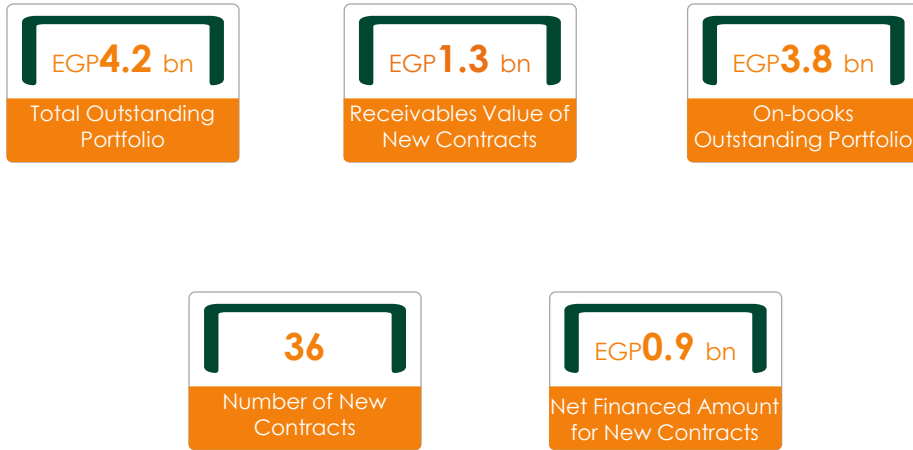 EGP4.2 bn
Total Outstanding
Portfolio
EGP1.3 bn
Receivables Value of
New Contracts
EGP3.8 bn
On-books
Outstanding Portfolio
36
Number of New
Contracts
EGP0.9 bn
Net Financed Amount
for New Contracts